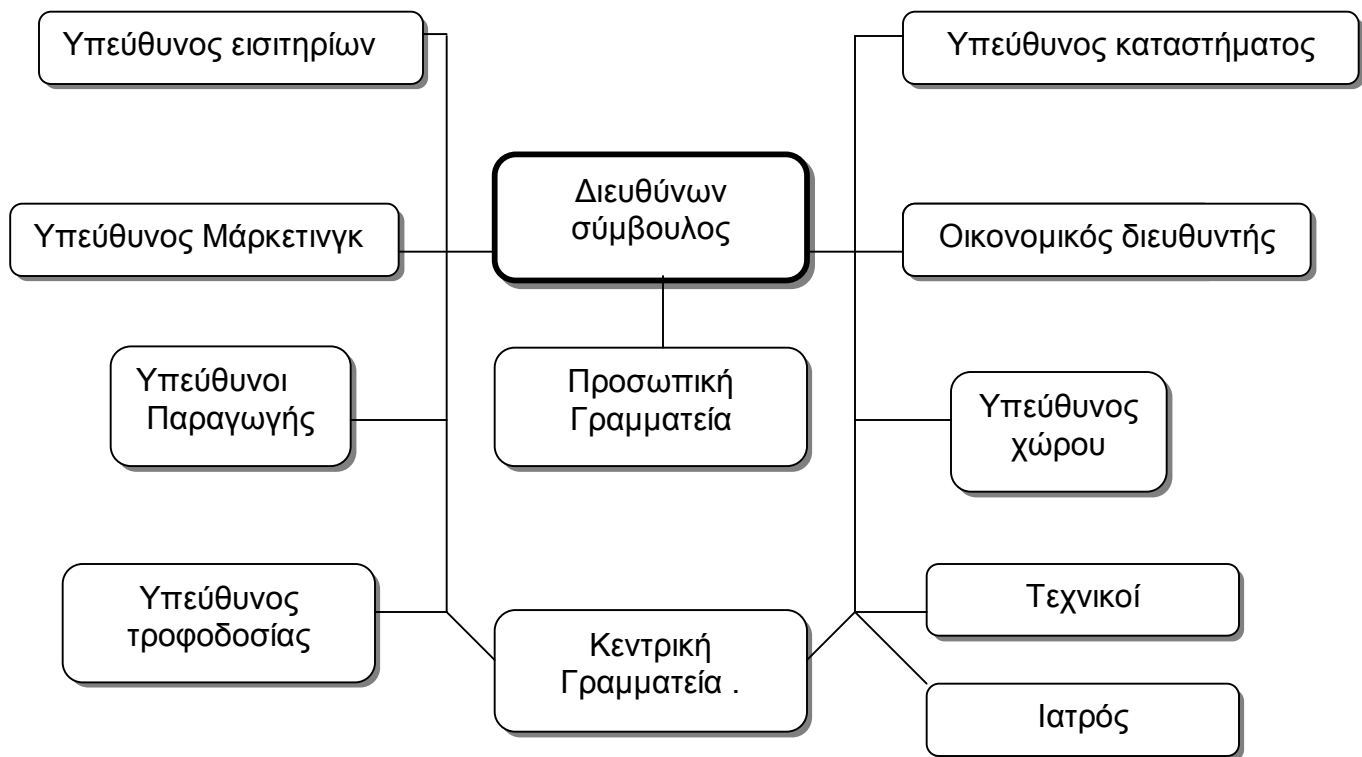 Υπεύθυνος εισιτηρίων
Υπεύθυνος καταστήματος
Διευθύνων
σύμβουλος
Υπεύθυνος Μάρκετινγκ
Οικονομικός διευθυντής
Υπεύθυνοι
Παραγωγής
Προσωπική
Γραμματεία
Υπεύθυνος
χώρου
Υπεύθυνος
τροφοδοσίας
Κεντρική
Γραμματεία .
Τεχνικοί
Ιατρός